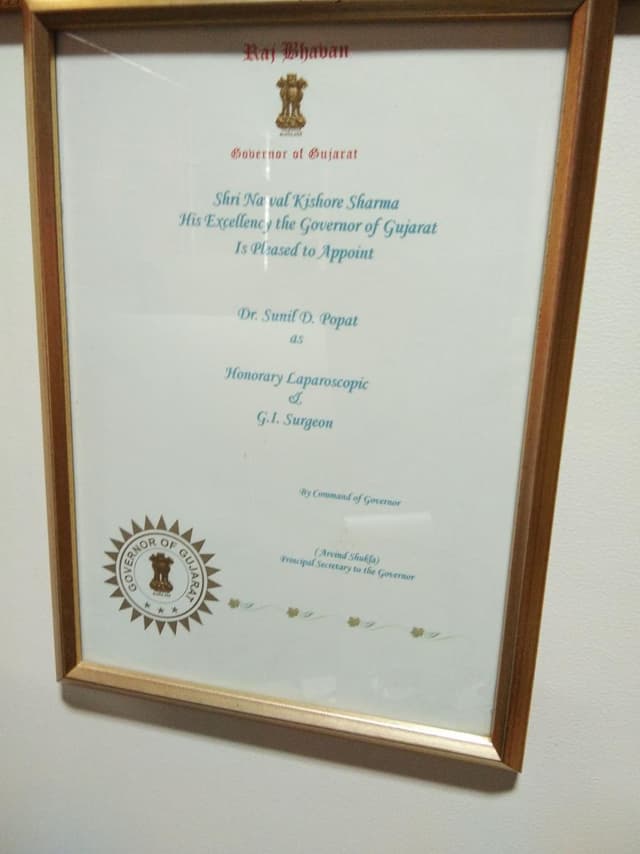 Raj Bhavan
Governor of Gujarat
Shri Nawal Kishore Sharma
His Excellency the Governor of Gujarat
Is Pleased to Appoint
Dr. Sunil D. Popat
as
Honorary Laparoscopic
&
G.I. Surgeon
By Command of Governor
(Arvind Shukla)
Principal Secretary to the Governor
GOVERNOR OF GUJARAT